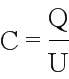 C = Q/U